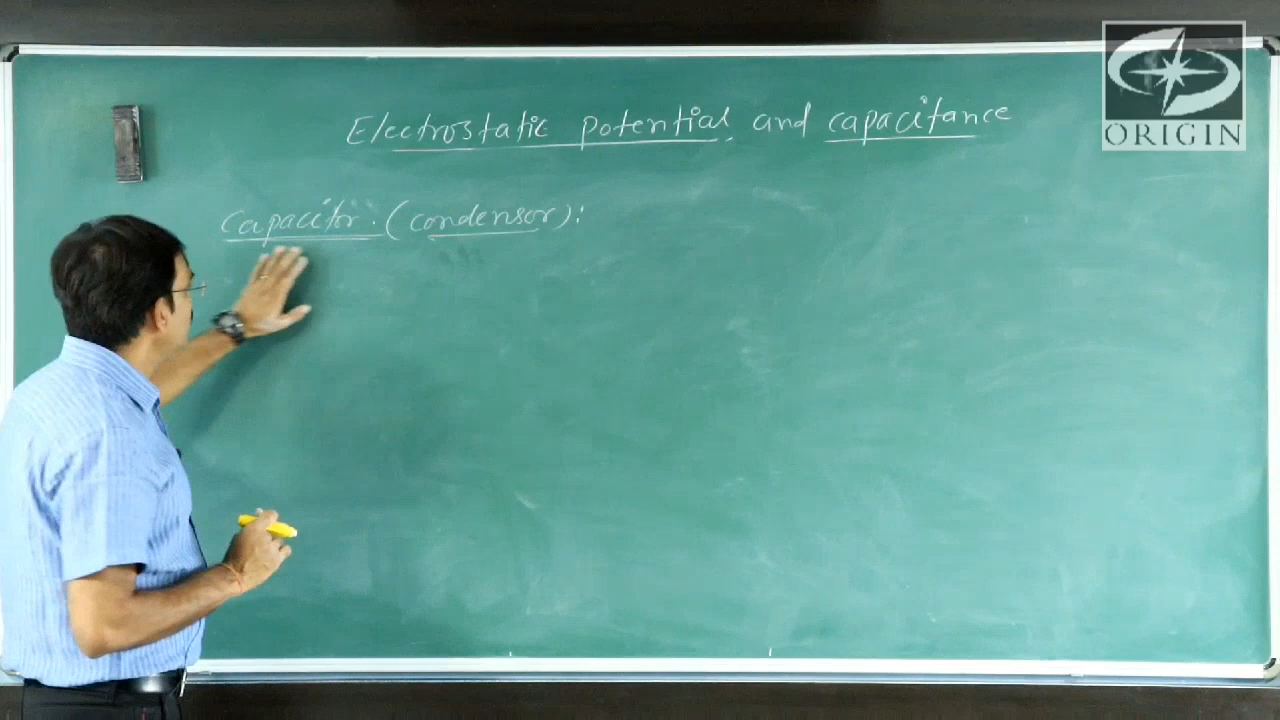 Electrostatic potential and capacitance
ORIGIN
Capacitor. (condensor):